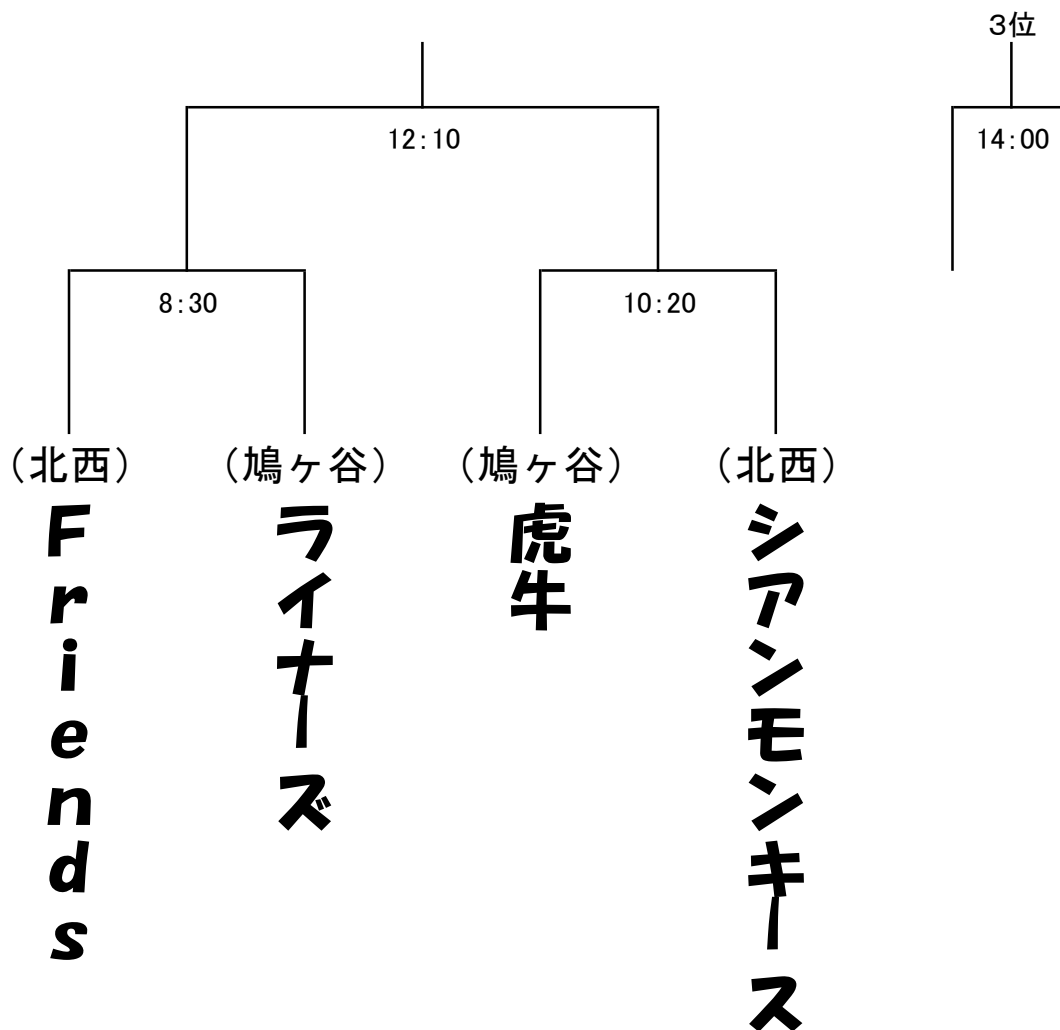 3位
12:10
14:00
8:30
10:20
(北西)
(鳩ヶ谷)
(鳩ヶ谷)
(北西)
Friends
ライナーズ
虎牛
シアンモンキース